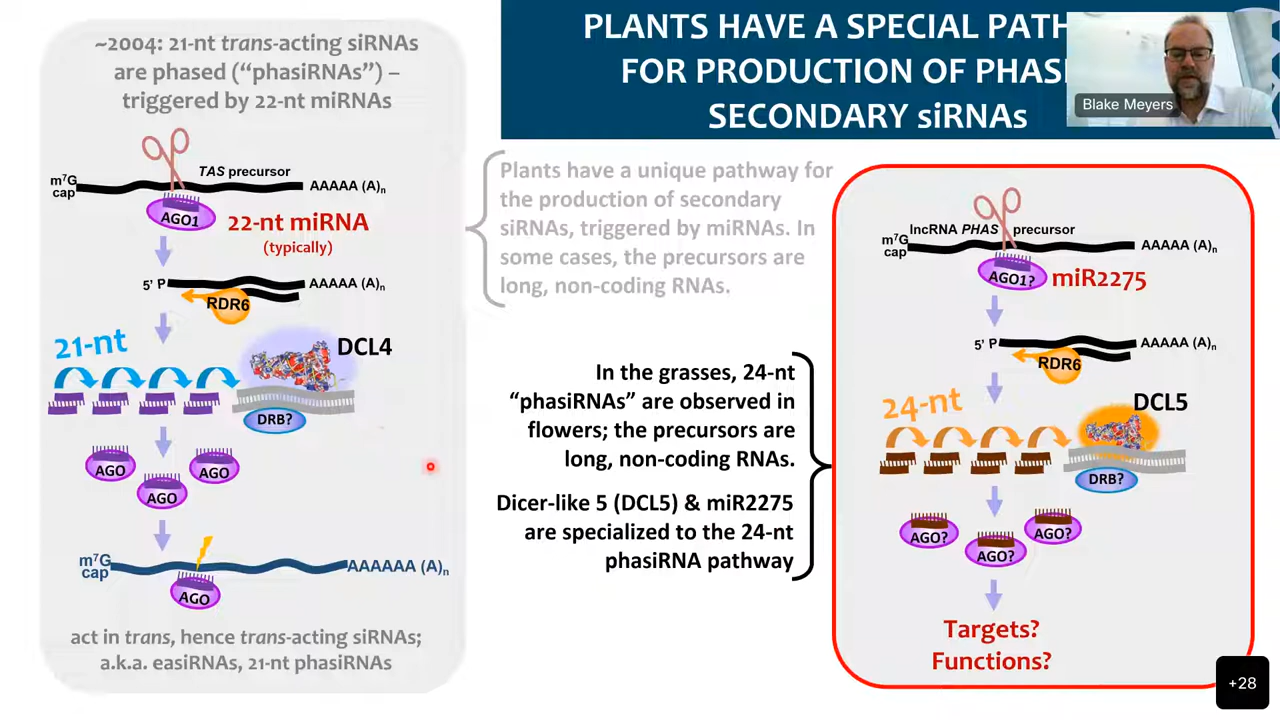 ~2004: 21-nt trans-acting siRNAs
are phased (“phasiRNAs”) –
triggered by 22-nt miRNAs
m⁷G
cap
TAS precursor
AAAAA (A)ₙ
AGO1
22-nt miRNA
(typically)
5' P
AAAAA (A)ₙ
RDR6
21-nt
DCL4
DRB?
AGO
AGO
AGO
m⁷G
cap
AAAAAA (A)ₙ
AGO
act in trans, hence trans-acting siRNAs;
a.k.a. easiRNAs, 21-nt phasiRNAs
PLANTS HAVE A SPECIAL
FOR PRODUCTION OF
SECONDARY siRNAs
Blake Meyers
Plants have a unique pathway for
the production of secondary
siRNAs, triggered by miRNAs. In
some cases, the precursors are
long, non-coding RNAs.
In the grasses, 24-nt
“phasiRNAs” are observed in
flowers; the precursors are
long, non-coding RNAs.
Dicer-like 5 (DCL5) & miR2275
are specialized to the 24-nt
phasiRNA pathway
lncRNA PHAS precursor
m⁷G
cap
AAAAA (A)ₙ
AGO1?
miR2275
5' P
AAAAA (A)ₙ
RDR6
24-nt
DCL5
DRB?
AGO?
AGO?
AGO?
Targets?
Functions?
+28